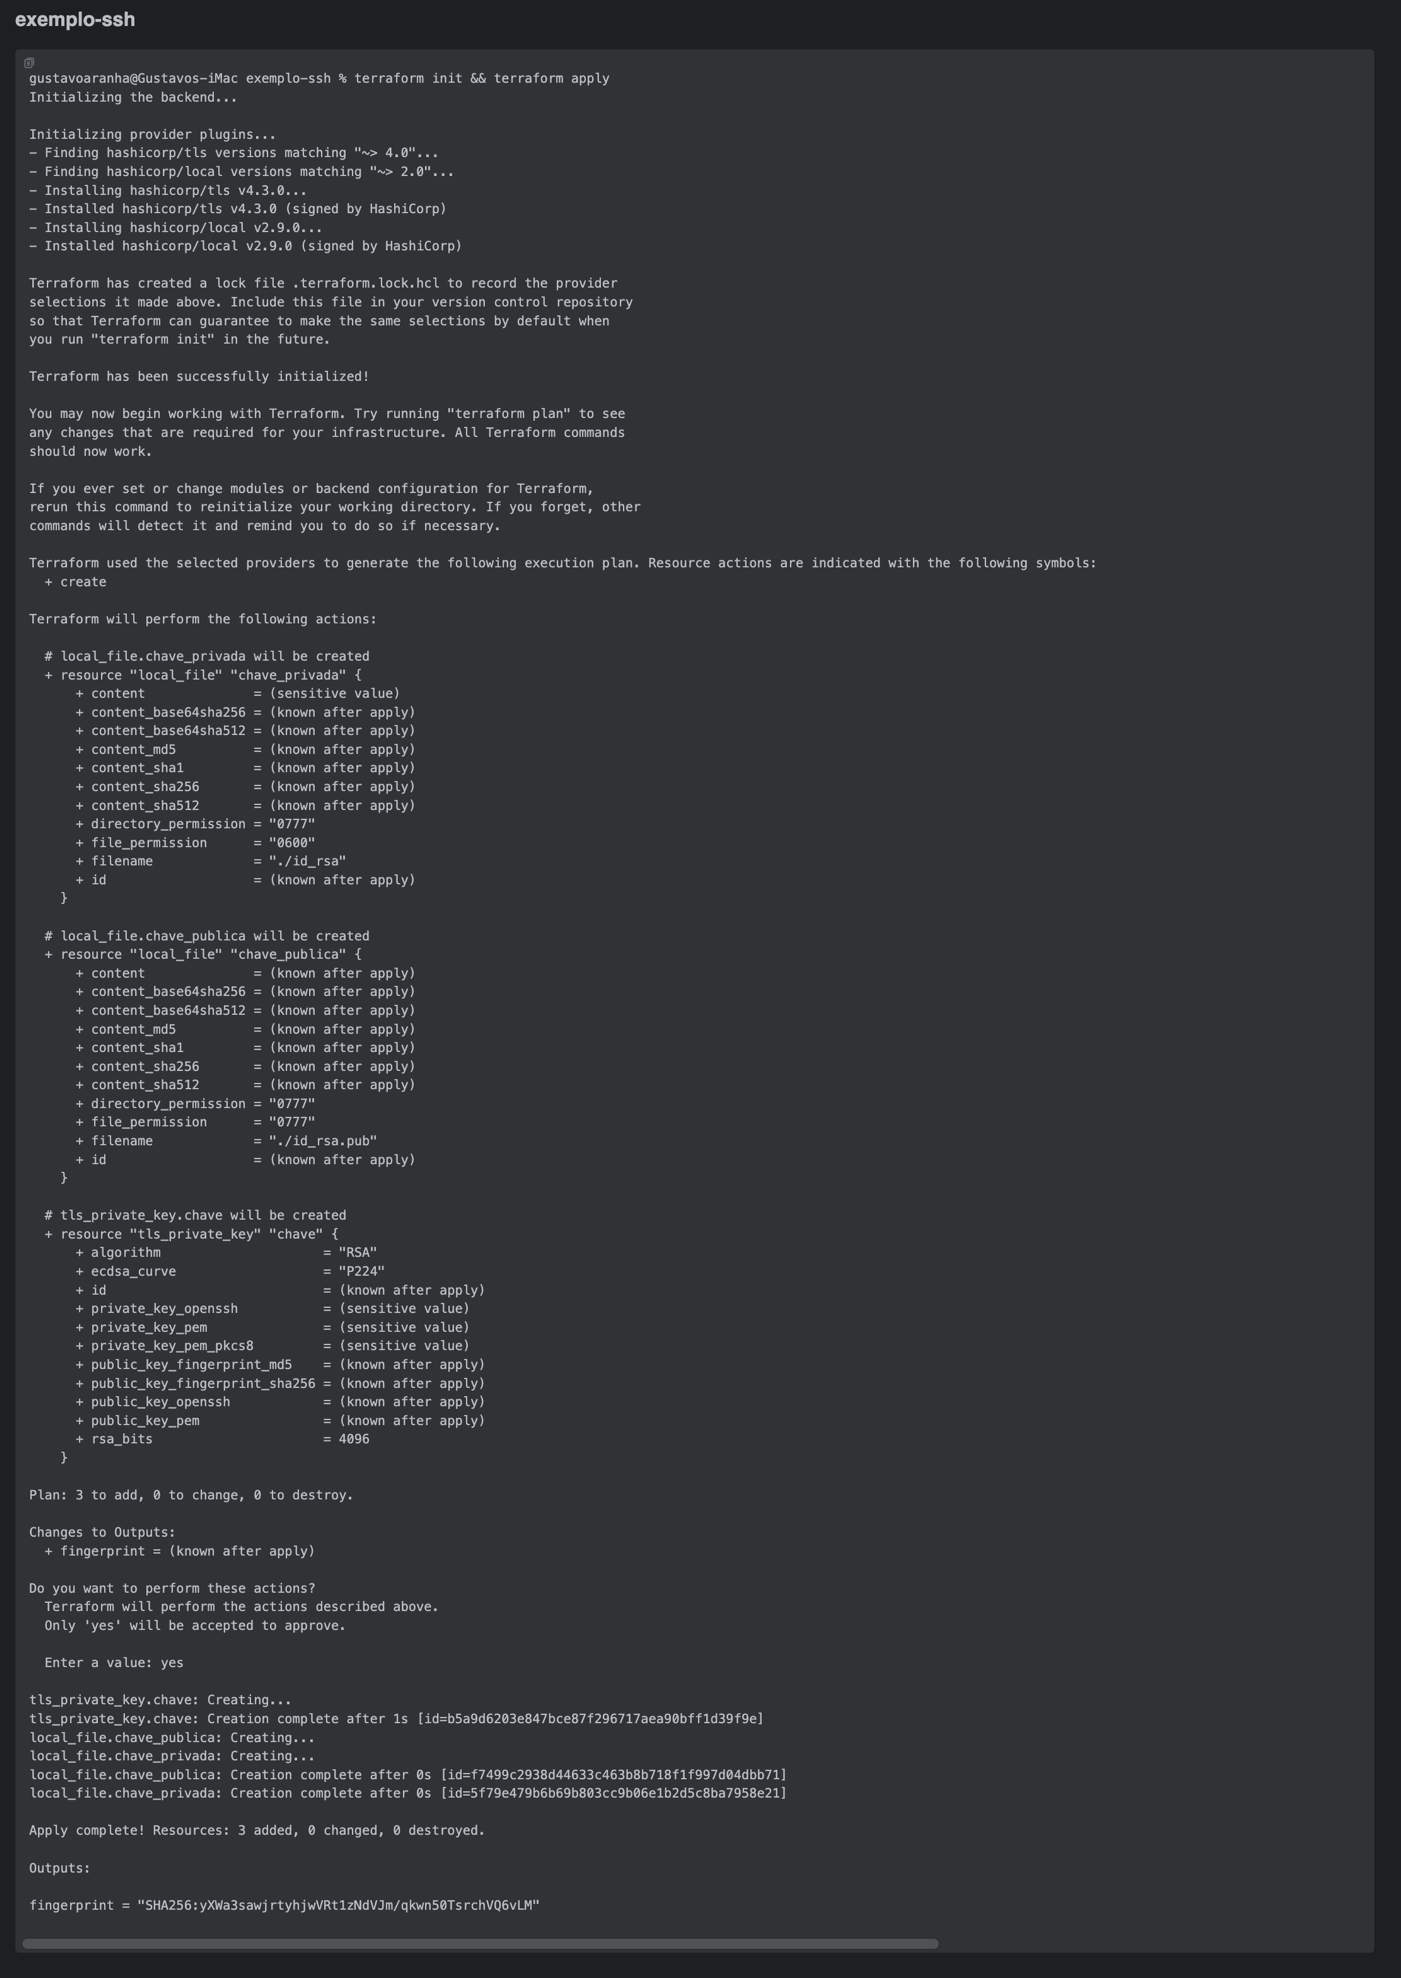 exemplo-ssh
gustavoaranha@Gustavos-iMac exemplo-ssh % terraform init && terraform apply
Initializing the backend...
Initializing provider plugins...
- Finding hashicorp/tls versions matching "~> 4.0"...
- Finding hashicorp/local versions matching "~> 2.0"...
- Installing hashicorp/tls v4.3.0...
- Installed hashicorp/tls v4.3.0 (signed by HashiCorp)
- Installing hashicorp/local v2.9.0...
- Installed hashicorp/local v2.9.0 (signed by HashiCorp)
Terraform has created a lock file .terraform.lock.hcl to record the provider
selections it made above. Include this file in your version control repository
so that Terraform can guarantee to make the same selections by default when
you run "terraform init" in the future.
Terraform has been successfully initialized!
You may now begin working with Terraform. Try running "terraform plan" to see
any changes that are required for your infrastructure. All Terraform commands
should now work.
If you ever set or change modules or backend configuration for Terraform,
rerun this command to reinitialize your working directory. If you forget, other
commands will detect it and remind you to do so if necessary.
Terraform used the selected providers to generate the following execution plan. Resource actions are indicated with the following symbols:
  + create
Terraform will perform the following actions:
  # local_file.chave_privada will be created
  + resource "local_file" "chave_privada" {
      + content              = (sensitive value)
      + content_base64sha256 = (known after apply)
      + content_base64sha512 = (known after apply)
      + content_md5          = (known after apply)
      + content_sha1         = (known after apply)
      + content_sha256       = (known after apply)
      + content_sha512       = (known after apply)
      + directory_permission = "0777"
      + file_permission      = "0600"
      + filename             = "./id_rsa"
      + id                   = (known after apply)
    }
  # local_file.chave_publica will be created
  + resource "local_file" "chave_publica" {
      + content              = (known after apply)
      + content_base64sha256 = (known after apply)
      + content_base64sha512 = (known after apply)
      + content_md5          = (known after apply)
      + content_sha1         = (known after apply)
      + content_sha256       = (known after apply)
      + content_sha512       = (known after apply)
      + directory_permission = "0777"
      + file_permission      = "0777"
      + filename             = "./id_rsa.pub"
      + id                   = (known after apply)
    }
  # tls_private_key.chave will be created
  + resource "tls_private_key" "chave" {
      + algorithm                     = "RSA"
      + ecdsa_curve                   = "P224"
      + id                            = (known after apply)
      + private_key_openssh           = (sensitive value)
      + private_key_pem               = (sensitive value)
      + private_key_pem_pkcs8         = (sensitive value)
      + public_key_fingerprint_md5    = (known after apply)
      + public_key_fingerprint_sha256 = (known after apply)
      + public_key_openssh            = (known after apply)
      + public_key_pem                = (known after apply)
      + rsa_bits                      = 4096
    }
Plan: 3 to add, 0 to change, 0 to destroy.
Changes to Outputs:
  + fingerprint = (known after apply)
Do you want to perform these actions?
  Terraform will perform the actions described above.
  Only 'yes' will be accepted to approve.
  Enter a value: yes
tls_private_key.chave: Creating...
tls_private_key.chave: Creation complete after 1s [id=b5a9d6203e847bce87f296717aea90bff1d39f9e]
local_file.chave_publica: Creating...
local_file.chave_privada: Creating...
local_file.chave_publica: Creation complete after 0s [id=f7499c2938d44633c463b8b718f1f997d04dbb71]
local_file.chave_privada: Creation complete after 0s [id=5f79e479b6b69b803cc9b06e1b2d5c8ba7958e21]
Apply complete! Resources: 3 added, 0 changed, 0 destroyed.
Outputs:
fingerprint = "SHA256:yXWa3sawjrtyhjwVRt1zNdVJm/qkwn50TsrchVQ6vLM"